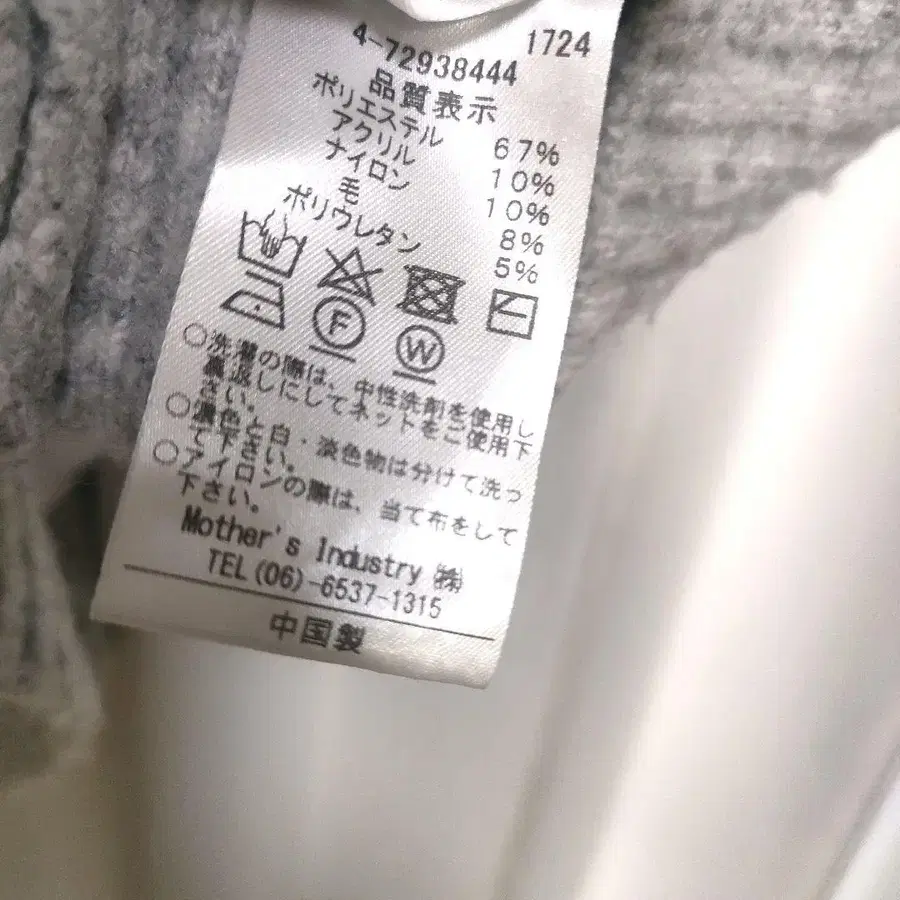 4-72938444 1724
品質表示
ポリエステル 67%
アクリル 10%
ナイロン 10%
毛 8%
ポリウレタン 5%
F
W
○洗濯の際は、中性洗剤を使用し
裏返しにしてネットをご使用下
さい。
○濃色と白・淡色物は分けて洗っ
て下さい。
○アイロンの際は、当て布をして
下さい。
Mother's Industry ㈱
TEL(06)-6537-1315
中国製